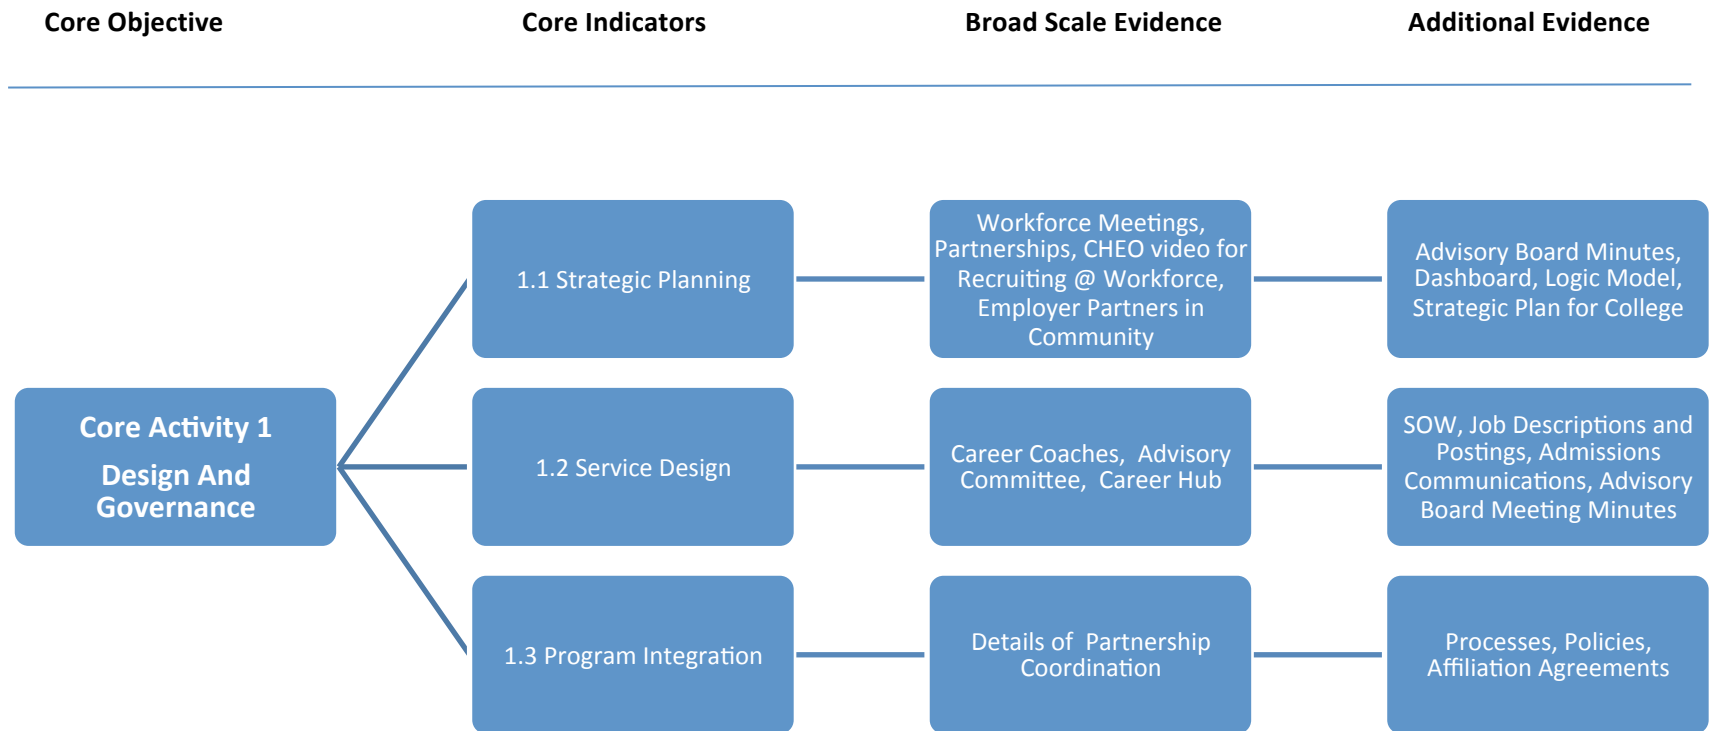 Core Objective
Core Indicators
Broad Scale Evidence
Additional Evidence
Core Activity 1
Design And
Governance
1.1 Strategic Planning
Workforce Meetings,
Partnerships, CHEO video for
Recruiting @ Workforce,
Employer Partners in
Community
Advisory Board Minutes,
Dashboard, Logic Model,
Strategic Plan for College
1.2 Service Design
Career Coaches, Advisory
Committee, Career Hub
SOW, Job Descriptions and
Postings, Admissions
Communications, Advisory
Board Meeting Minutes
1.3 Program Integration
Details of Partnership
Coordination
Processes, Policies,
Affiliation Agreements